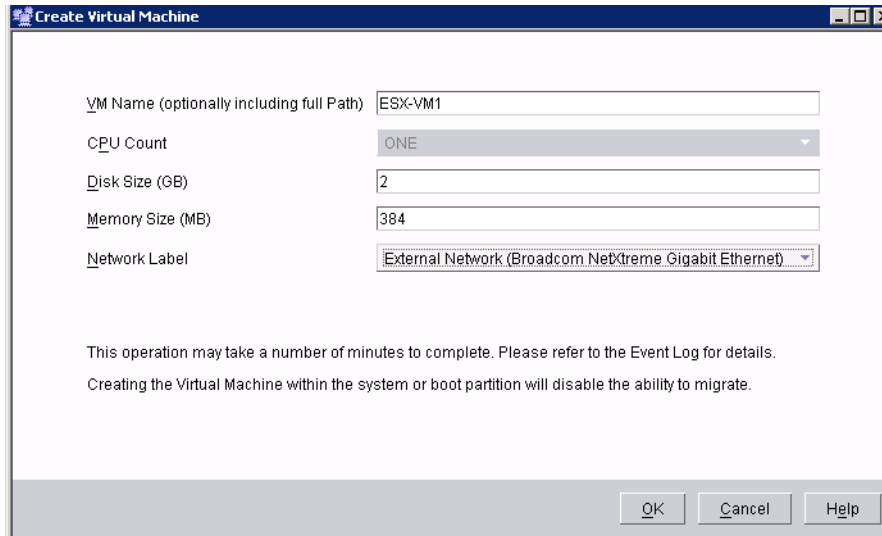 Create Virtual Machine
VM Name (optionally including full Path) ESX-VM1
CPU Count ONE
Disk Size (GB) 2
Memory Size (MB) 384
Network Label External Network (Broadcom NetXtreme Gigabit Ethernet)
This operation may take a number of minutes to complete. Please refer to the Event Log for details.
Creating the Virtual Machine within the system or boot partition will disable the ability to migrate.
OK Cancel Help